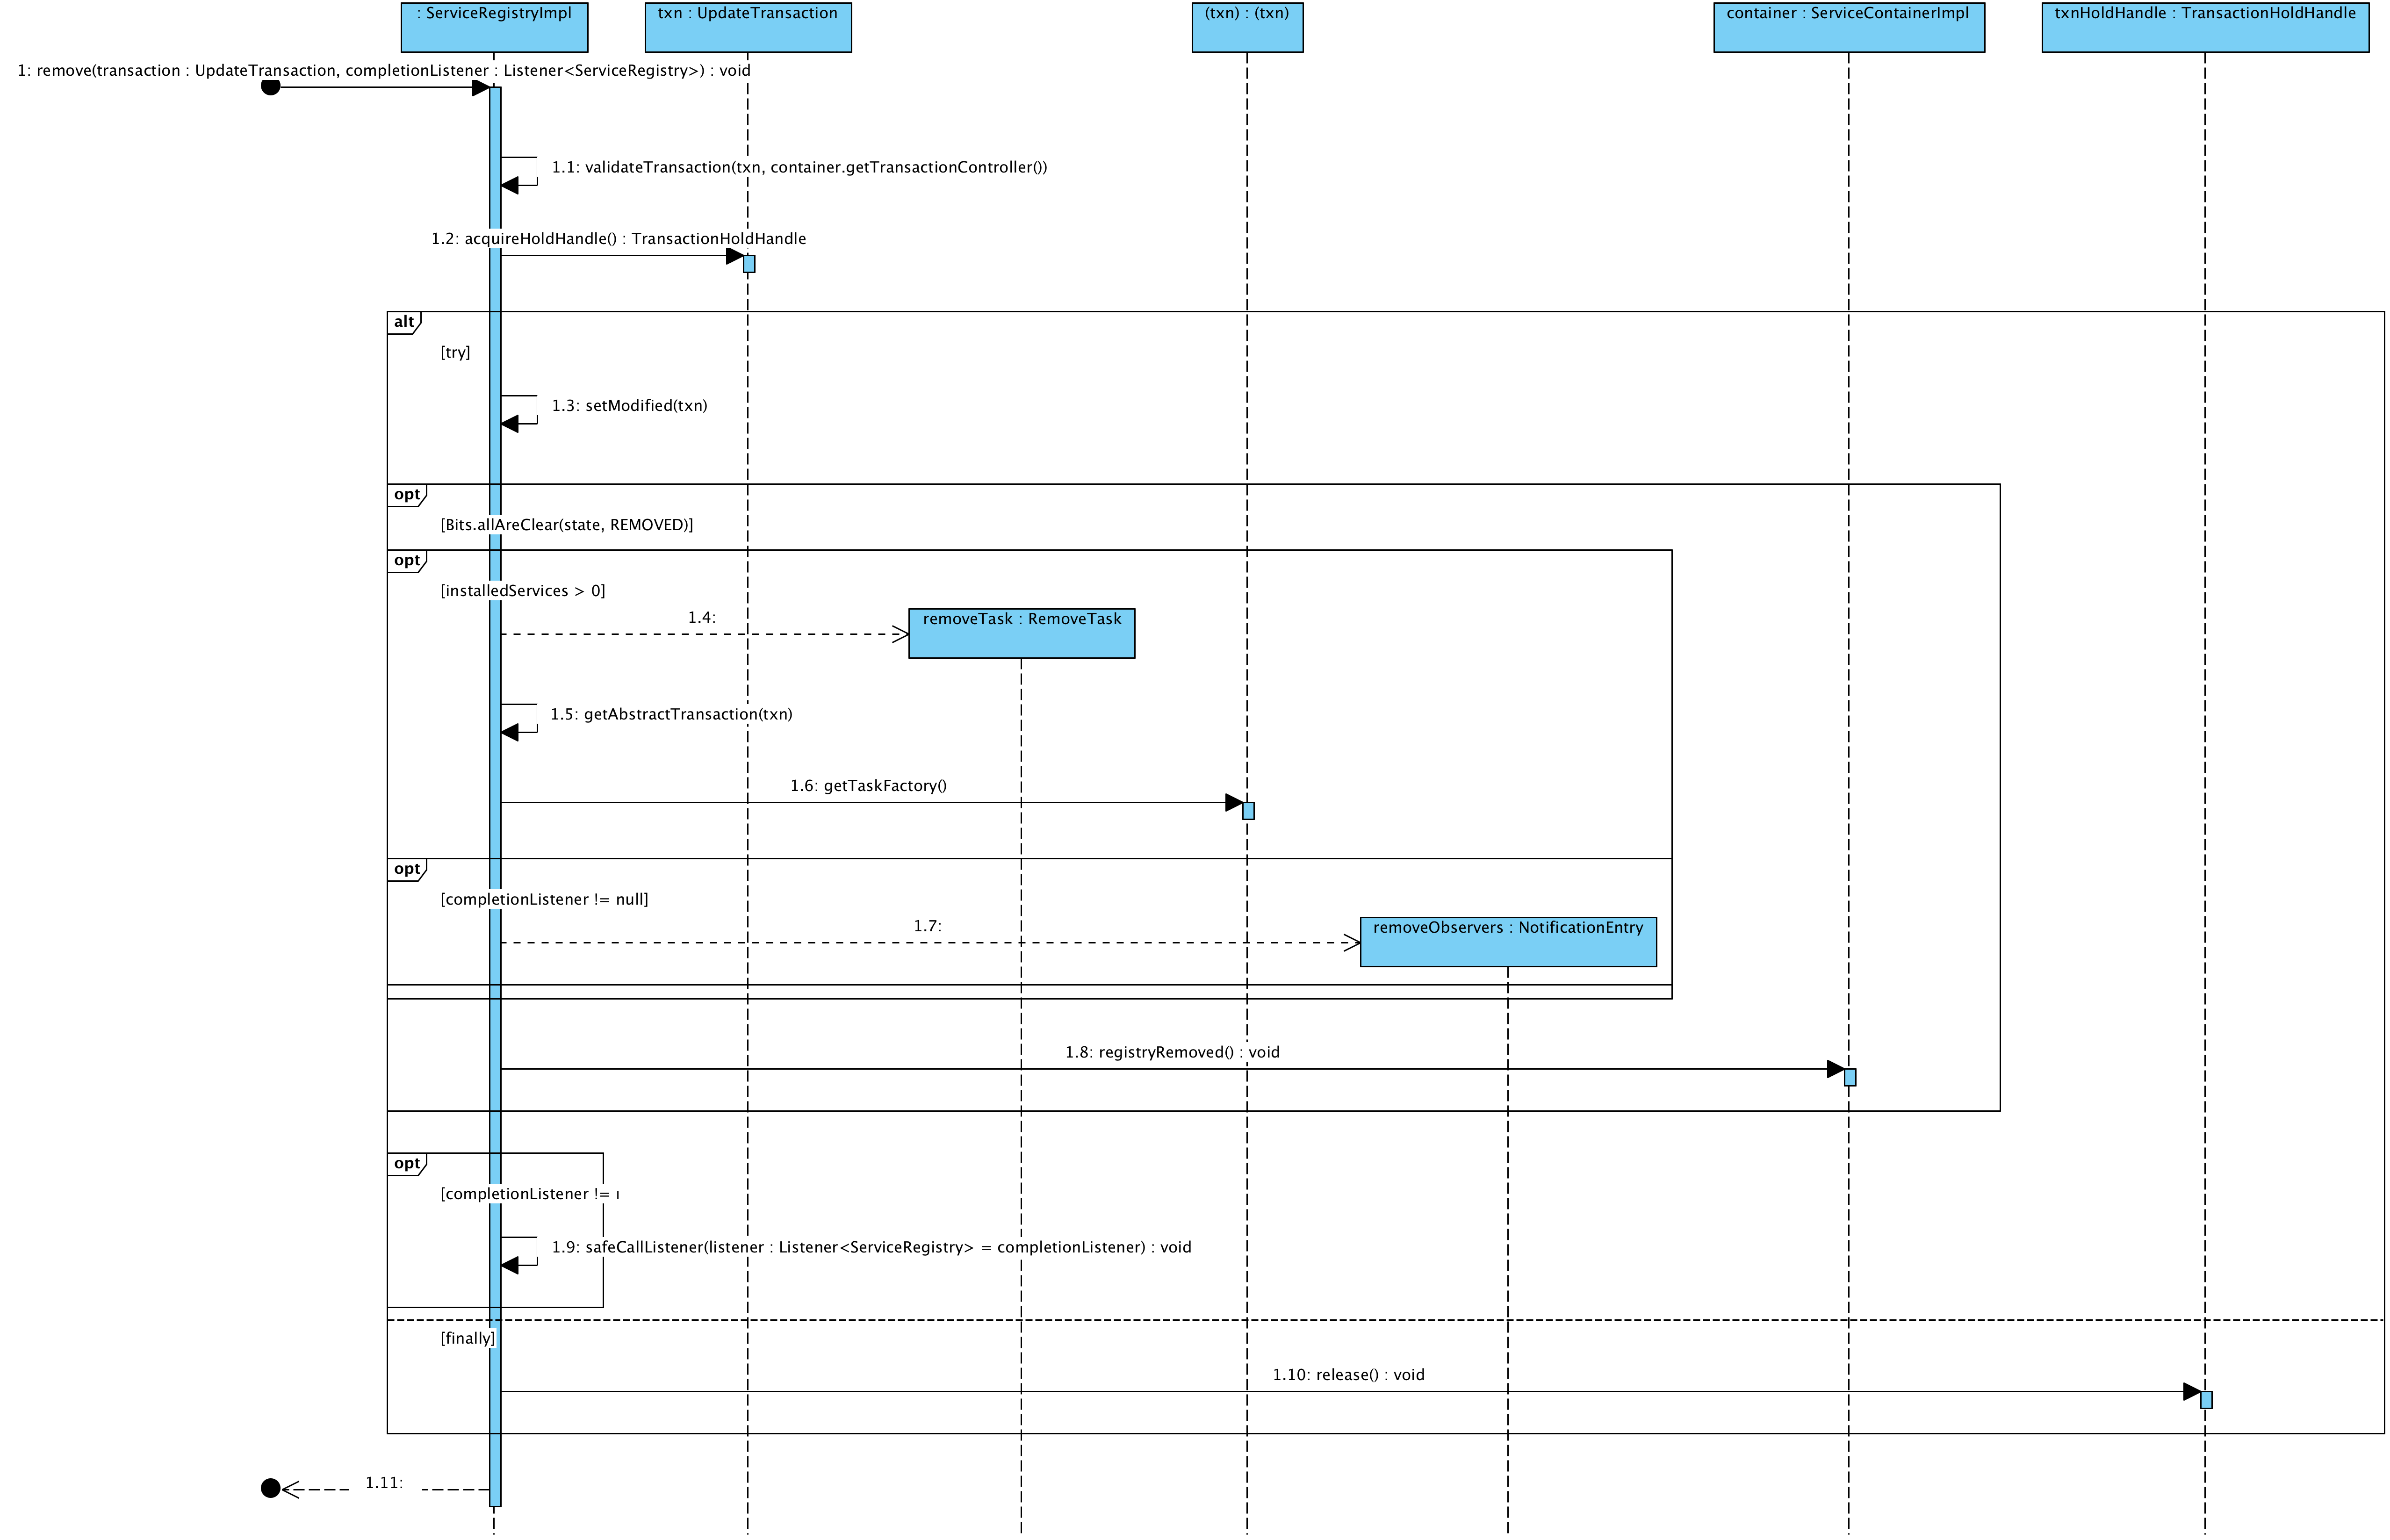 : ServiceRegistryImpl
txn : UpdateTransaction
(txn) : (txn)
container : ServiceContainerImpl
txnHoldHandle : TransactionHoldHandle
1: remove(transaction : UpdateTransaction, completionListener : Listener<ServiceRegistry>) : void
1.1: validateTransaction(txn, container.getTransactionController())
1.2: acquireHoldHandle() : TransactionHoldHandle
alt
[try]
1.3: setModified(txn)
opt
[Bits.allAreClear(state, REMOVED)]
opt
[installedServices > 0]
1.4:
removeTask : RemoveTask
1.5: getAbstractTransaction(txn)
1.6: getTaskFactory()
opt
[completionListener != null]
1.7:
removeObservers : NotificationEntry
1.8: registryRemoved() : void
opt
[completionListener !=
1.9: safeCallListener(listener : Listener<ServiceRegistry> = completionListener) : void
[finally]
1.10: release() : void
1.11: